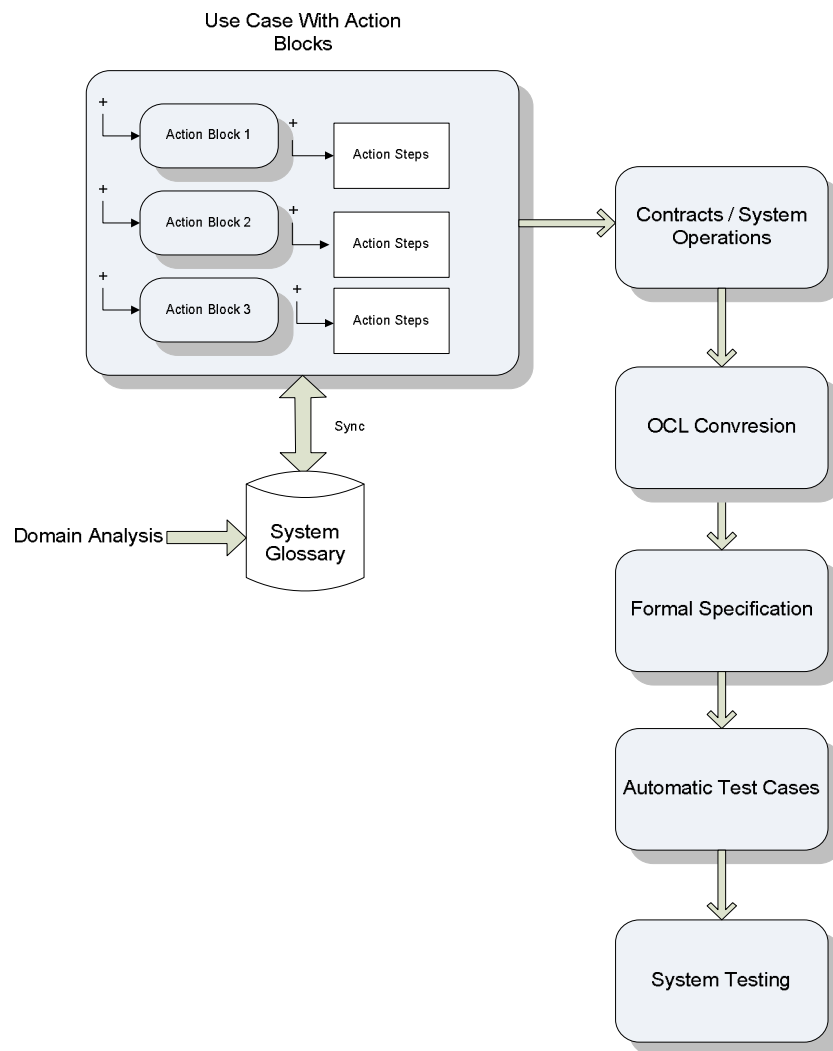 Use Case With Action
Blocks
+
Action Block 1
+
Action Steps
+
Action Block 2
+
Action Steps
+
Action Block 3
+
Action Steps
Sync
Domain Analysis
System
Glossary
Contracts / System
Operations
OCL Convresion
Formal Specification
Automatic Test Cases
System Testing